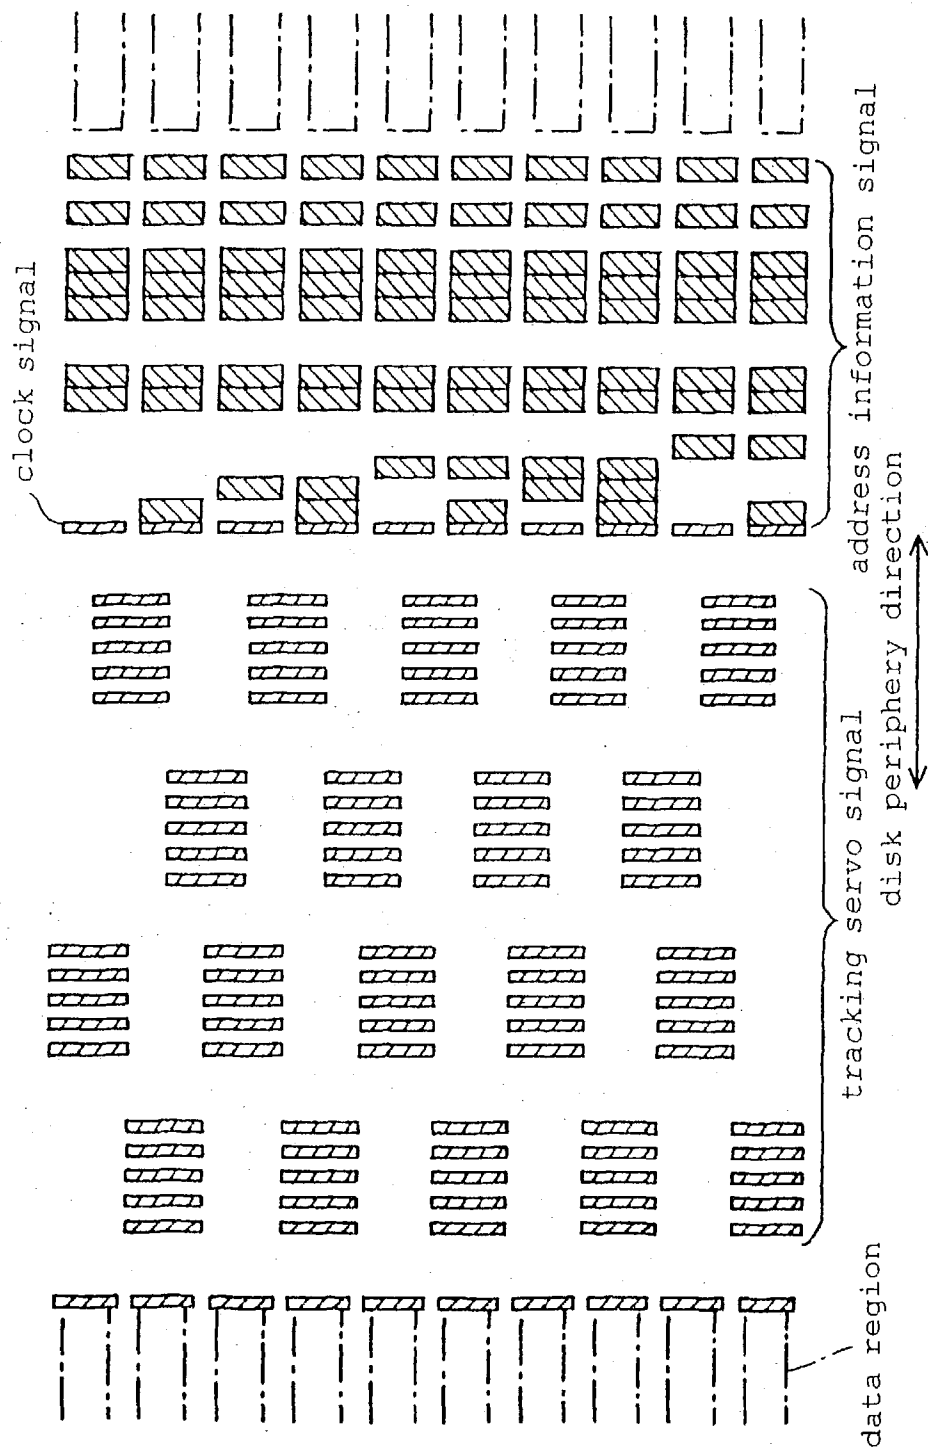 clock signal
address information signal
disk periphery direction
tracking servo signal
data region